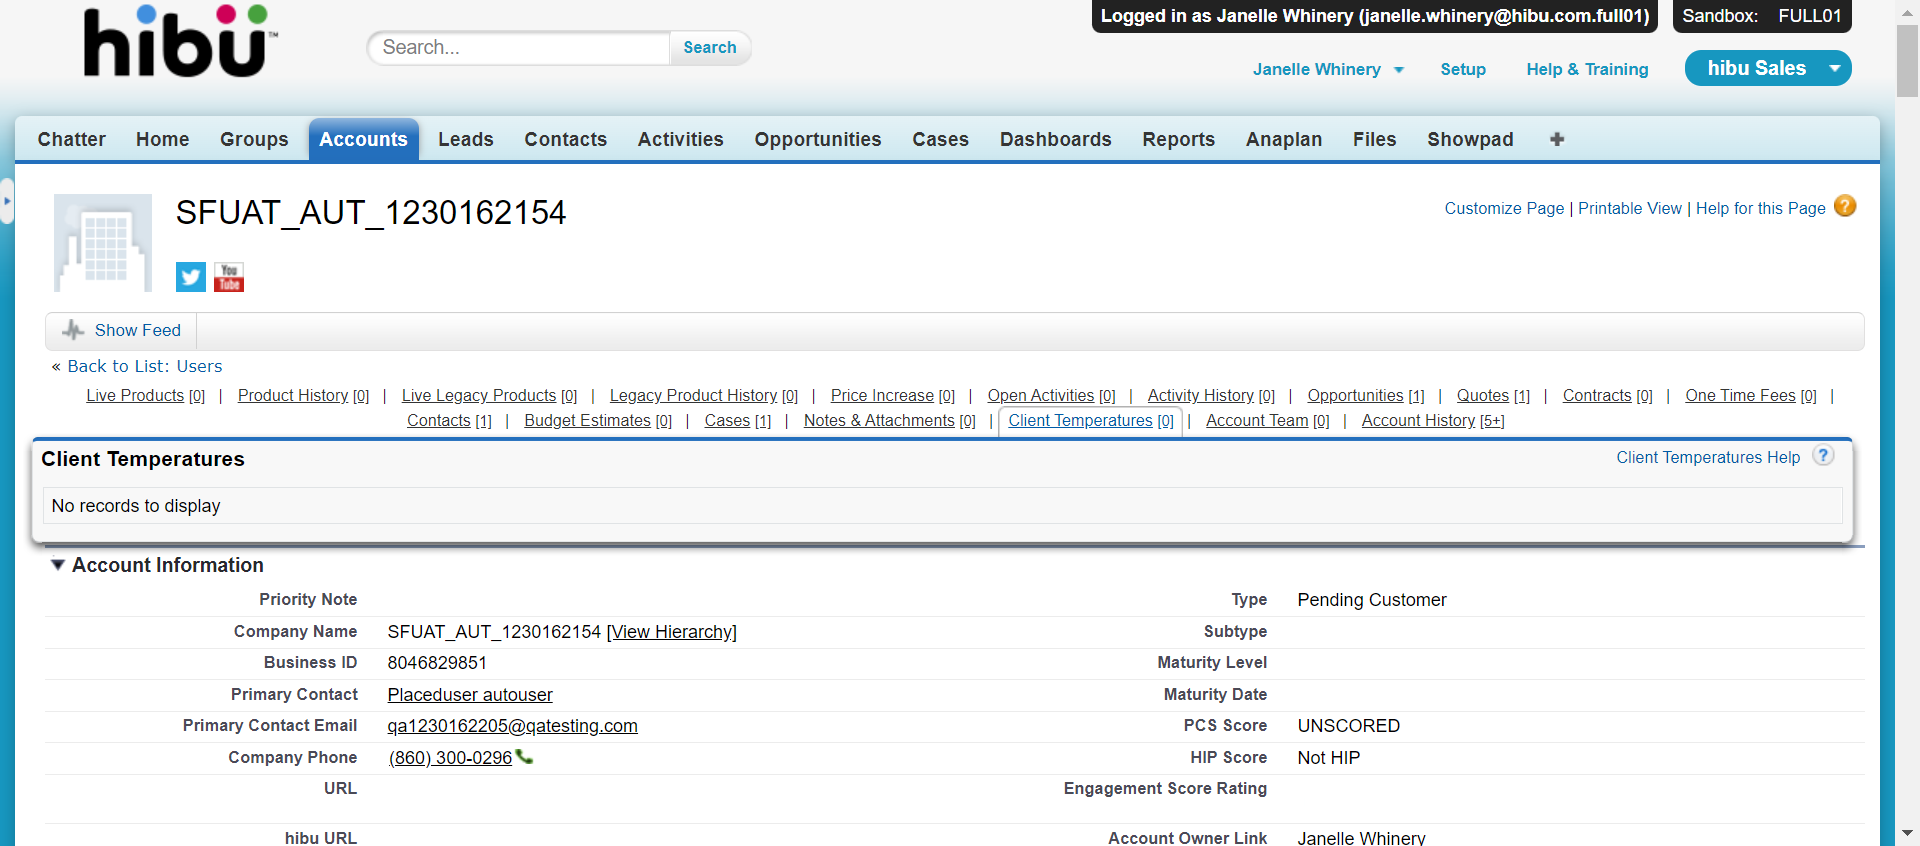 hibu™
Search...
Search
Logged in as Janelle Whinery (janelle.whinery@hibu.com.full01)
Sandbox: FULL01
Janelle Whinery
Setup
Help & Training
hibu Sales
Chatter Home Groups Accounts Leads Contacts Activities Opportunities Cases Dashboards Reports Anaplan Files Showpad +
SFUAT_AUT_1230162154
Customize Page | Printable View | Help for this Page ?
You Tube
Show Feed
« Back to List: Users
Live Products [0] | Product History [0] | Live Legacy Products [0] | Legacy Product History [0] | Price Increase [0] | Open Activities [0] | Activity History [0] | Opportunities [1] | Quotes [1] | Contracts [0] | One Time Fees [0] |
Contacts [1] | Budget Estimates [0] | Cases [1] | Notes & Attachments [0] | Client Temperatures [0] | Account Team [0] | Account History [5+]
Client Temperatures
Client Temperatures Help ?
No records to display
Account Information
Priority Note
Type Pending Customer
Company Name SFUAT_AUT_1230162154 [View Hierarchy]
Subtype
Business ID 8046829851
Maturity Level
Primary Contact Placeduser autouser
Maturity Date
Primary Contact Email qa1230162205@qatesting.com
PCS Score UNSCORED
Company Phone (860) 300-0296
HIP Score Not HIP
URL
Engagement Score Rating
hibu URL
Account Owner Link Janelle Whinery